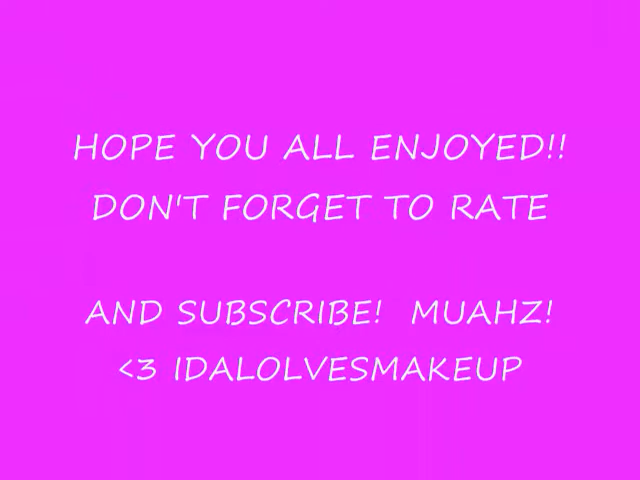 HOPE YOU ALL ENJOYED!!
DON'T FORGET TO RATE
AND SUBSCRIBE! MUAHZ!
<3 IDALOLVESMAKEUP